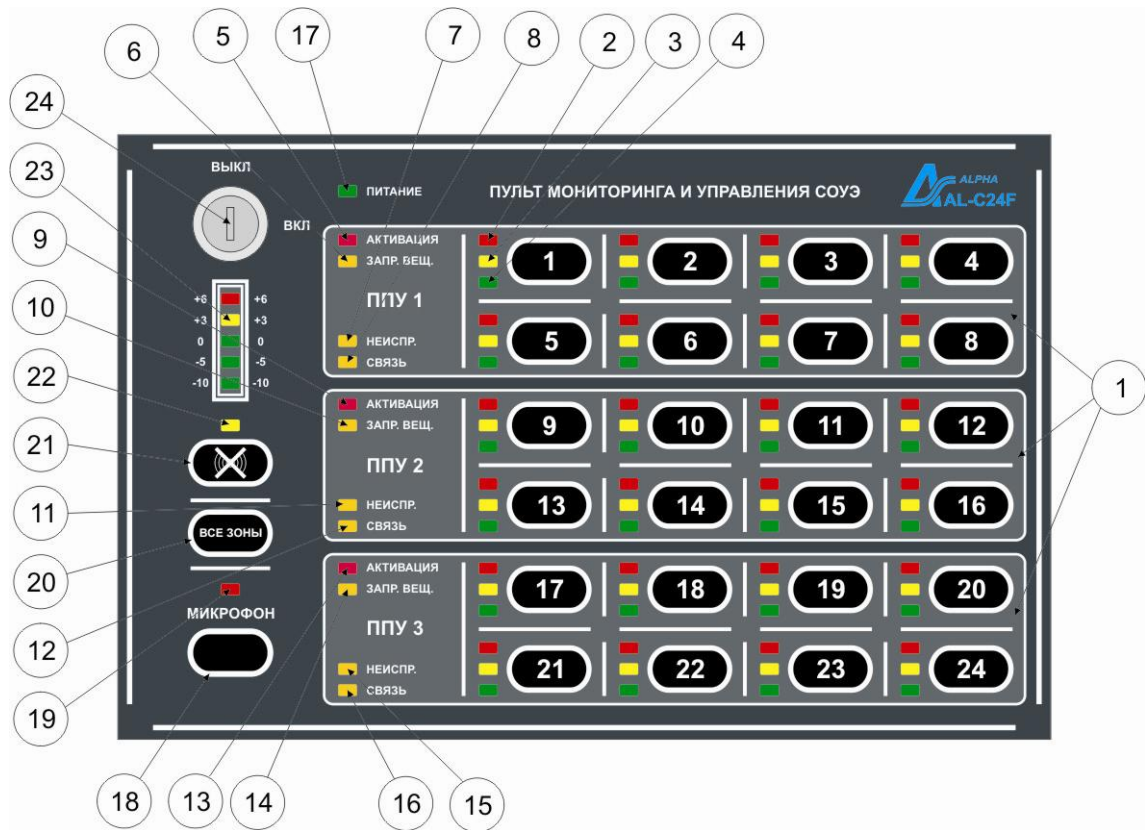 5 17 7 8 2 3 4
6
24
23
9
10
22
21
11
20
12
19
18 13 14 16 15
1
ВЫКЛ
ВКЛ
ПИТАНИЕ
ПУЛЬТ МОНИТОРИНГА И УПРАВЛЕНИЯ СОУЭ
ALPHA
AL-C24F
+6 +6
+3 +3
0 0
-5 -5
-10 -10
ВСЕ ЗОНЫ
МИКРОФОН
АКТИВАЦИЯ
ЗАПР. ВЕЩ.
ППУ 1
НЕИСПР.
СВЯЗЬ
1 2 3 4
5 6 7 8
АКТИВАЦИЯ
ЗАПР. ВЕЩ.
ППУ 2
НЕИСПР.
СВЯЗЬ
9 10 11 12
13 14 15 16
АКТИВАЦИЯ
ЗАПР. ВЕЩ.
ППУ 3
НЕИСПР.
СВЯЗЬ
17 18 19 20
21 22 23 24